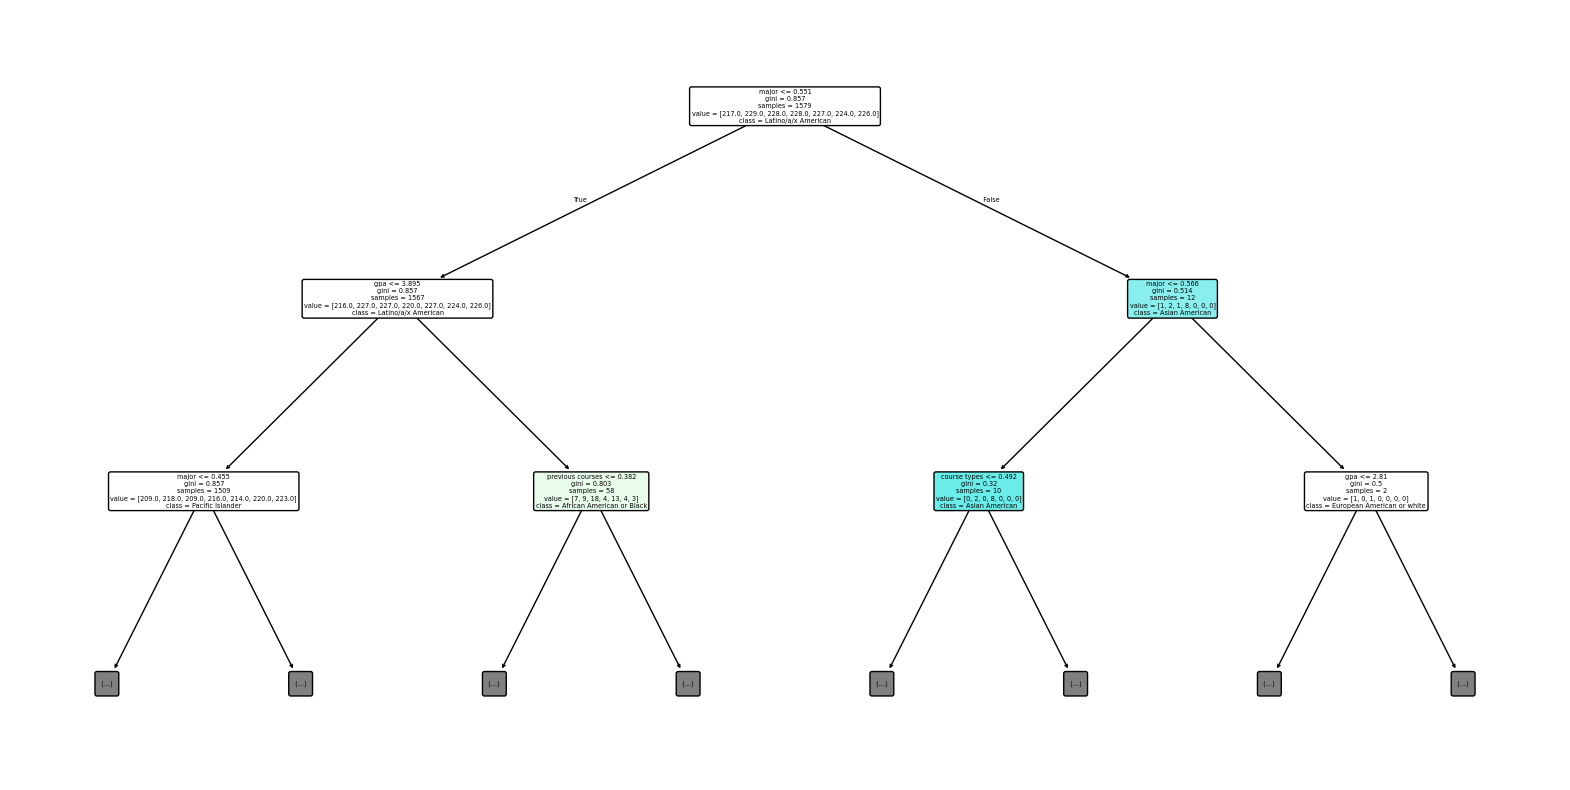 major <= 0.551
gini = 0.857
samples = 1579
value = [217.0, 229.0, 228.0, 228.0, 227.0, 224.0, 226.0]
class = Latino/a/x American
True
False
gpa <= 3.895
gini = 0.857
samples = 1567
value = [216.0, 227.0, 227.0, 220.0, 227.0, 224.0, 226.0]
class = Latino/a/x American
major <= 0.566
gini = 0.514
samples = 12
value = [1, 2, 1, 8, 0, 0, 0]
class = Asian American
major <= 0.455
gini = 0.857
samples = 1509
value = [209.0, 218.0, 209.0, 216.0, 214.0, 220.0, 223.0]
class = Pacific Islander
previous courses <= 0.382
gini = 0.803
samples = 58
value = [7, 9, 18, 4, 13, 4, 3]
class = African American or Black
course types <= 0.492
gini = 0.32
samples = 10
value = [0, 2, 0, 8, 0, 0, 0]
class = Asian American
gpa <= 2.81
gini = 0.5
samples = 2
value = [1, 0, 1, 0, 0, 0, 0]
class = European American or white
(...)
(...)
(...)
(...)
(...)
(...)
(...)
(...)